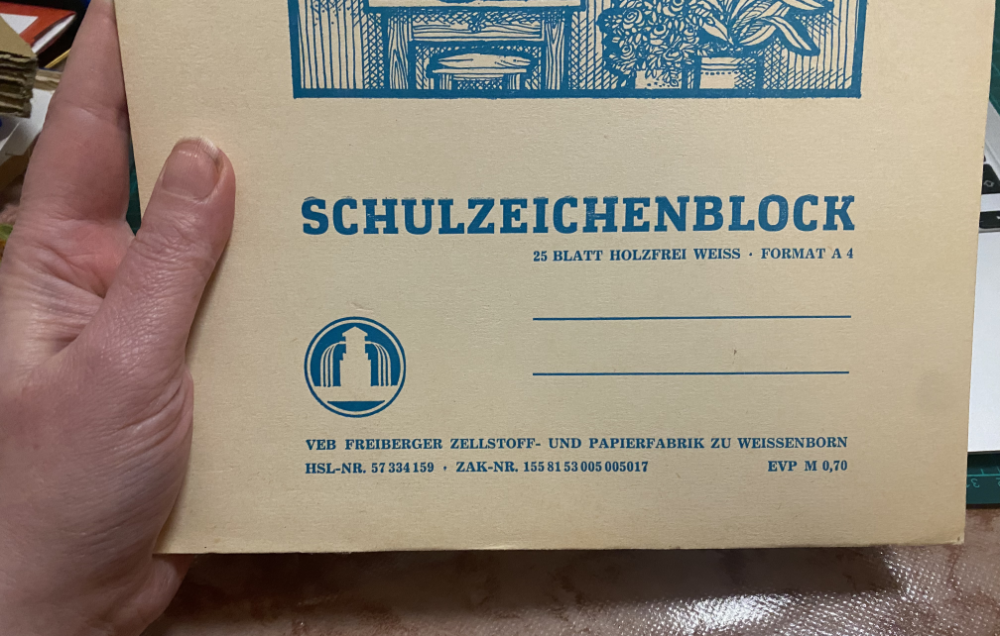 SCHULZEICHENBLOCK
25 BLATT HOLZFREI WEISS · FORMAT A 4
VEB FREIBERGER ZELLSTOFF- UND PAPIERFABRIK ZU WEISSENBORN
HSL-NR. 57 334 159 · ZAK-NR. 155 81 53 005 005017 EVP M 0,70